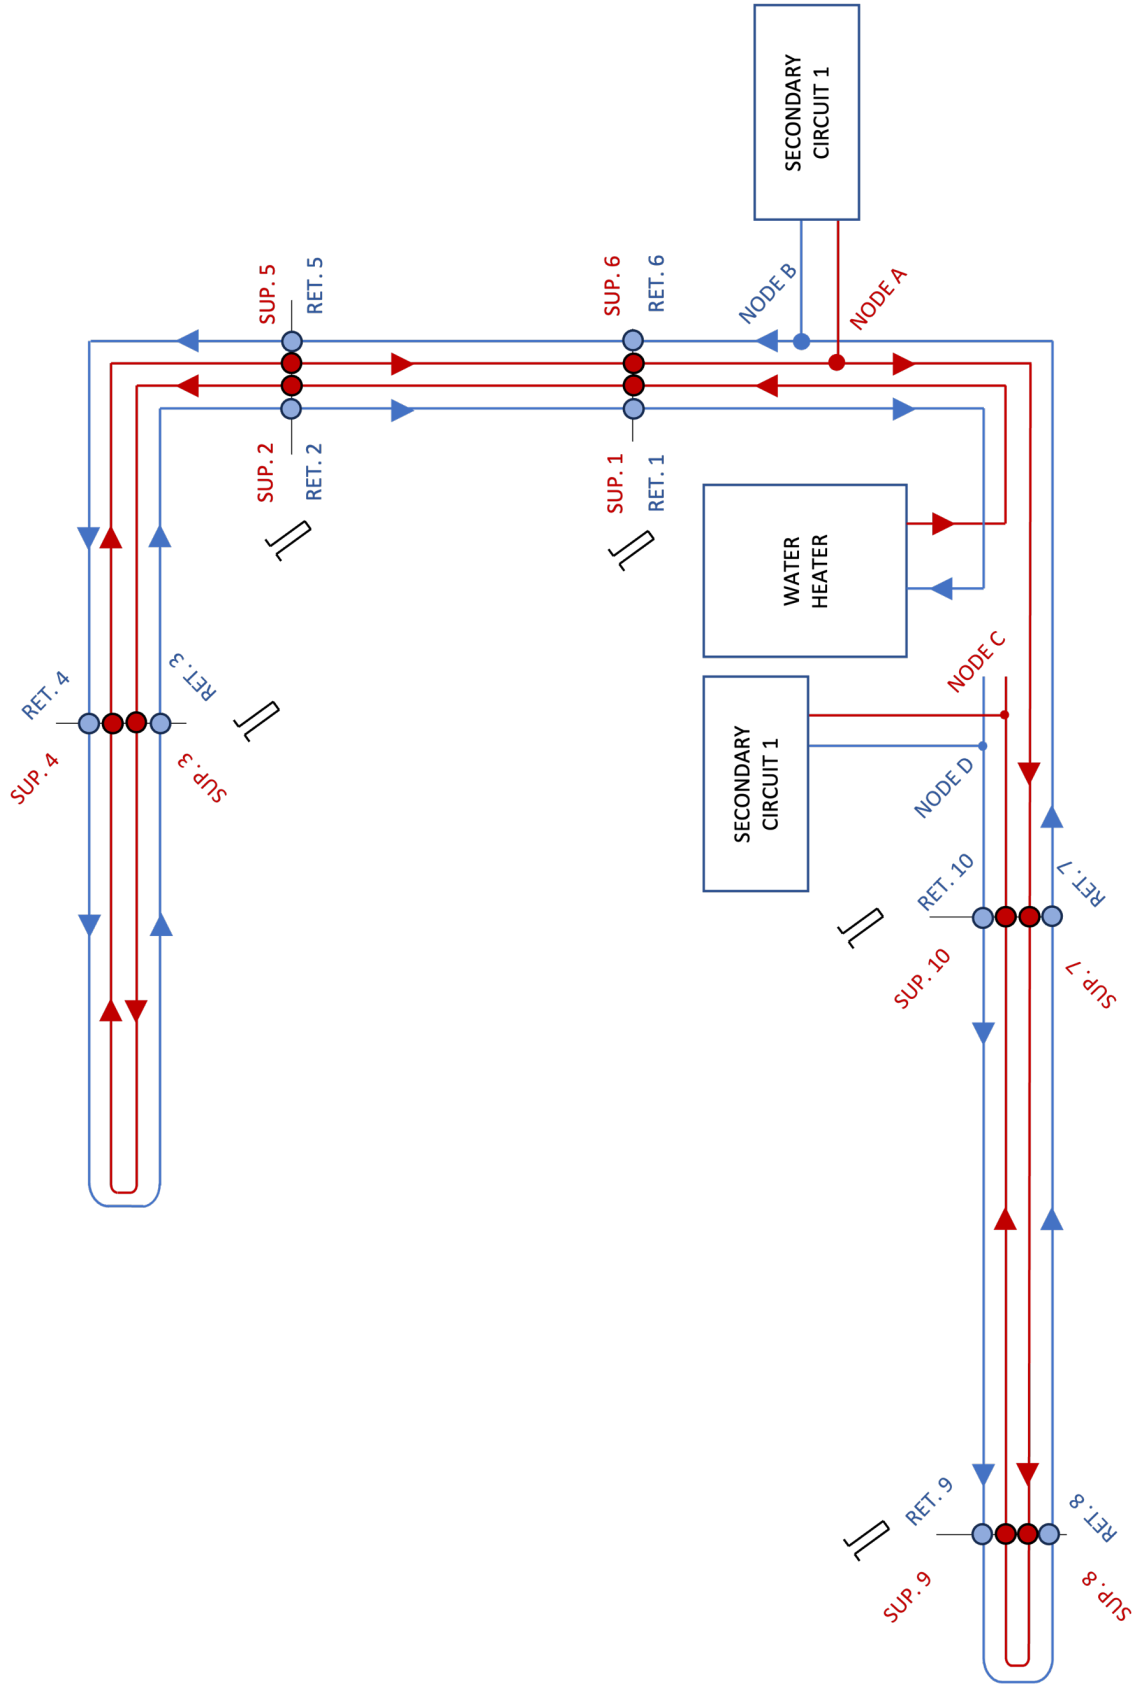 SECONDARY
CIRCUIT 1
SUP. 5
RET. 5
SUP. 6
RET. 6
NODE B
NODE A
SUP. 2
RET. 2
SUP. 1
RET. 1
WATER
HEATER
RET. 4
RET. 3
SUP. 4
SUP. 3
NODE C
SECONDARY
CIRCUIT 1
NODE D
RET. 10
RET. 7
SUP. 10
SUP. 7
RET. 9
RET. 8
SUP. 9
SUP. 8